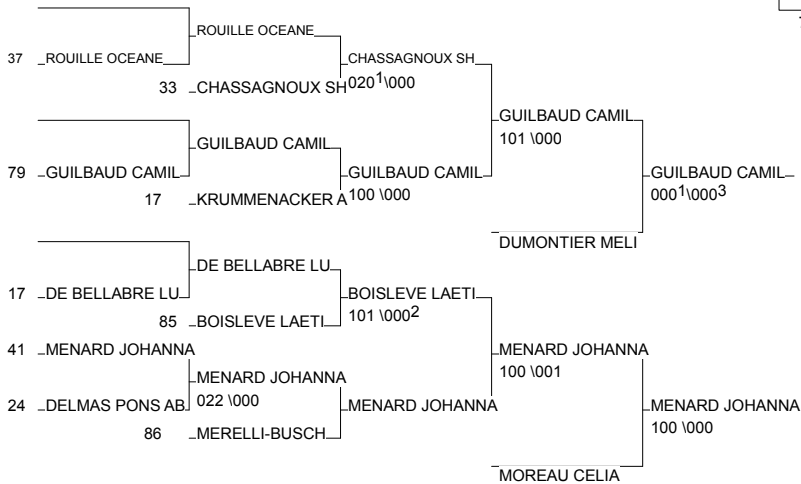 ROUILLE OCEANE
37 ROUILLE OCEANE
CHASSAGNOUX SH
33 CHASSAGNOUX SH
020¹\000
GUILBAUD CAMIL
101 \000
GUILBAUD CAMIL
79 GUILBAUD CAMIL
GUILBAUD CAMIL
GUILBAUD CAMIL
17 KRUMMENACKER A
100 \000
000¹\000³
DUMONTIER MELI
DE BELLABRE LU
17 DE BELLABRE LU
BOISLEVE LAETI
85 BOISLEVE LAETI
101 \000²
41 MENARD JOHANNA
MENARD JOHANNA
100 \001
MENARD JOHANNA
022 \000
24 DELMAS PONS AB
MENARD JOHANNA
MENARD JOHANNA
100 \000
86 MERELLI-BUSCH
MOREAU CELIA